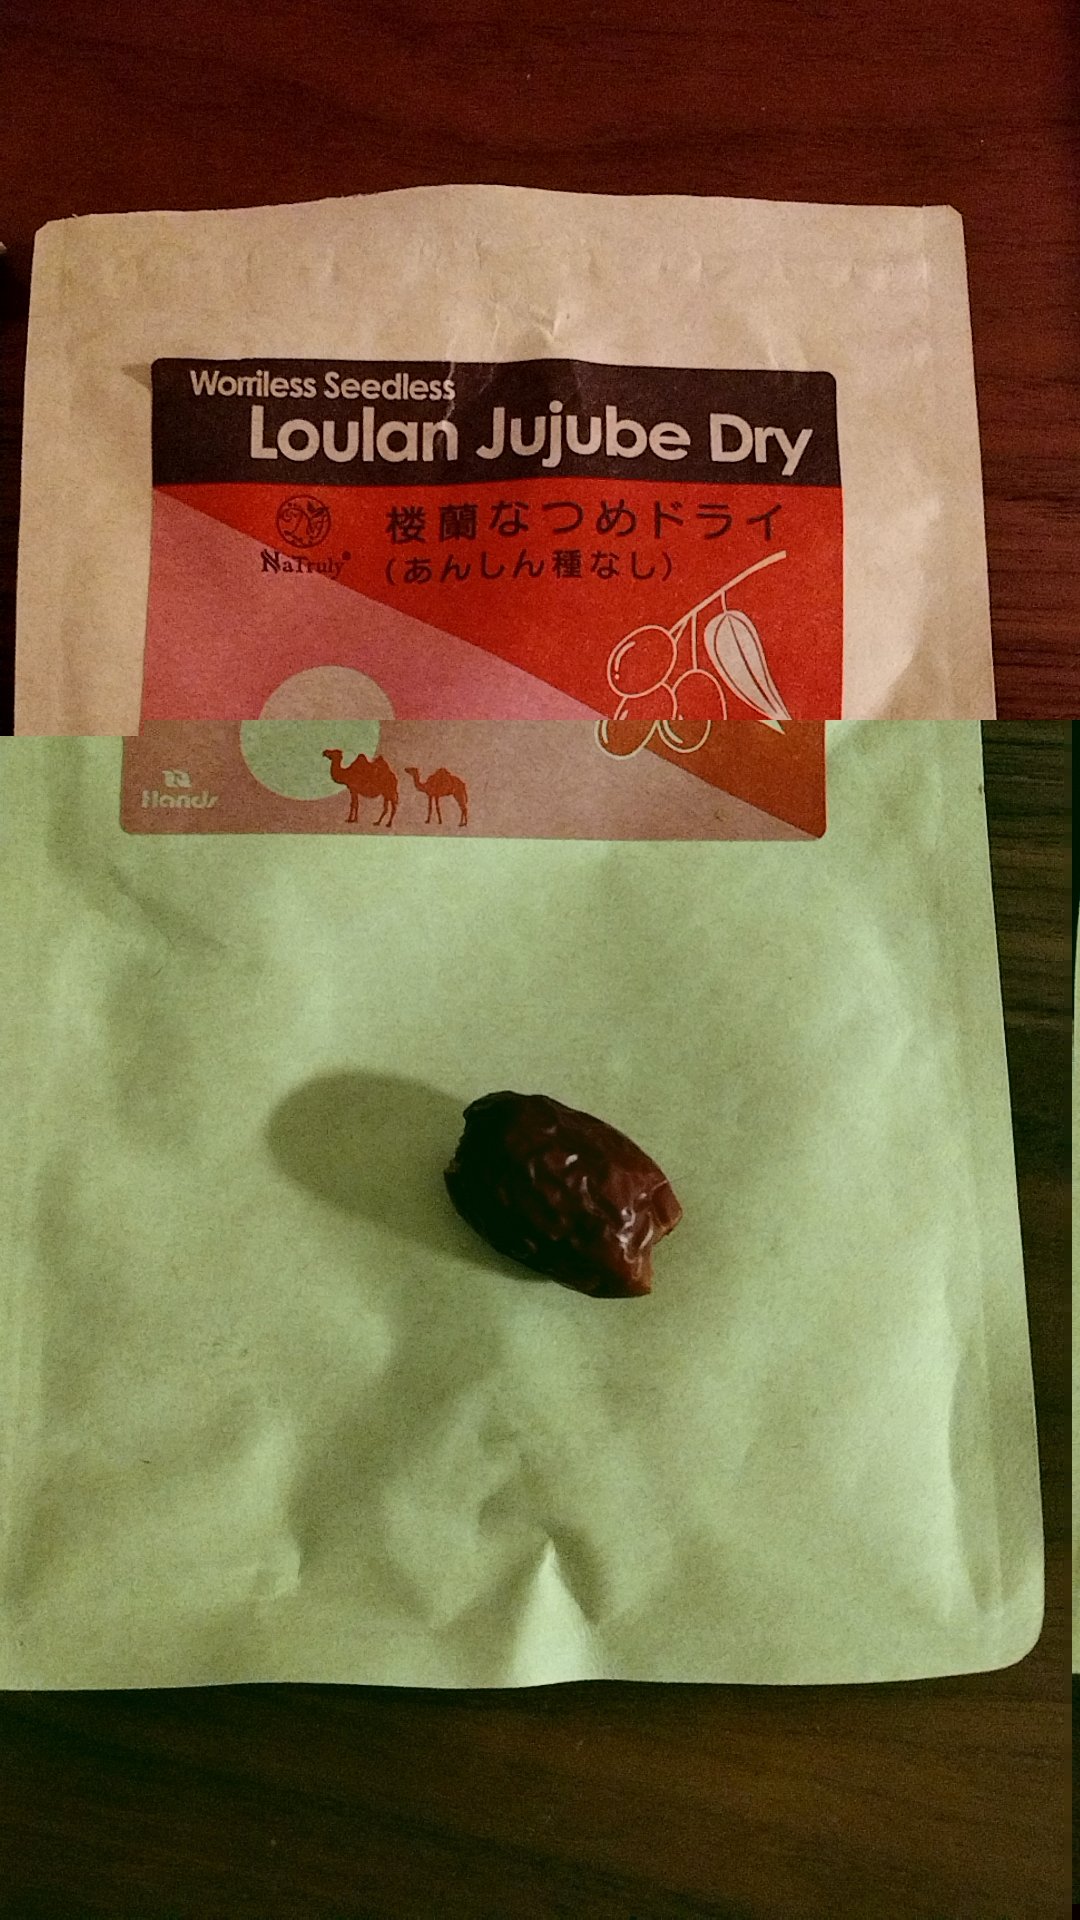 Worriless Seedless
Loulan Jujube Dry
楼蘭なつめドライ
NaTruly®
(あんしん種なし)
Hands